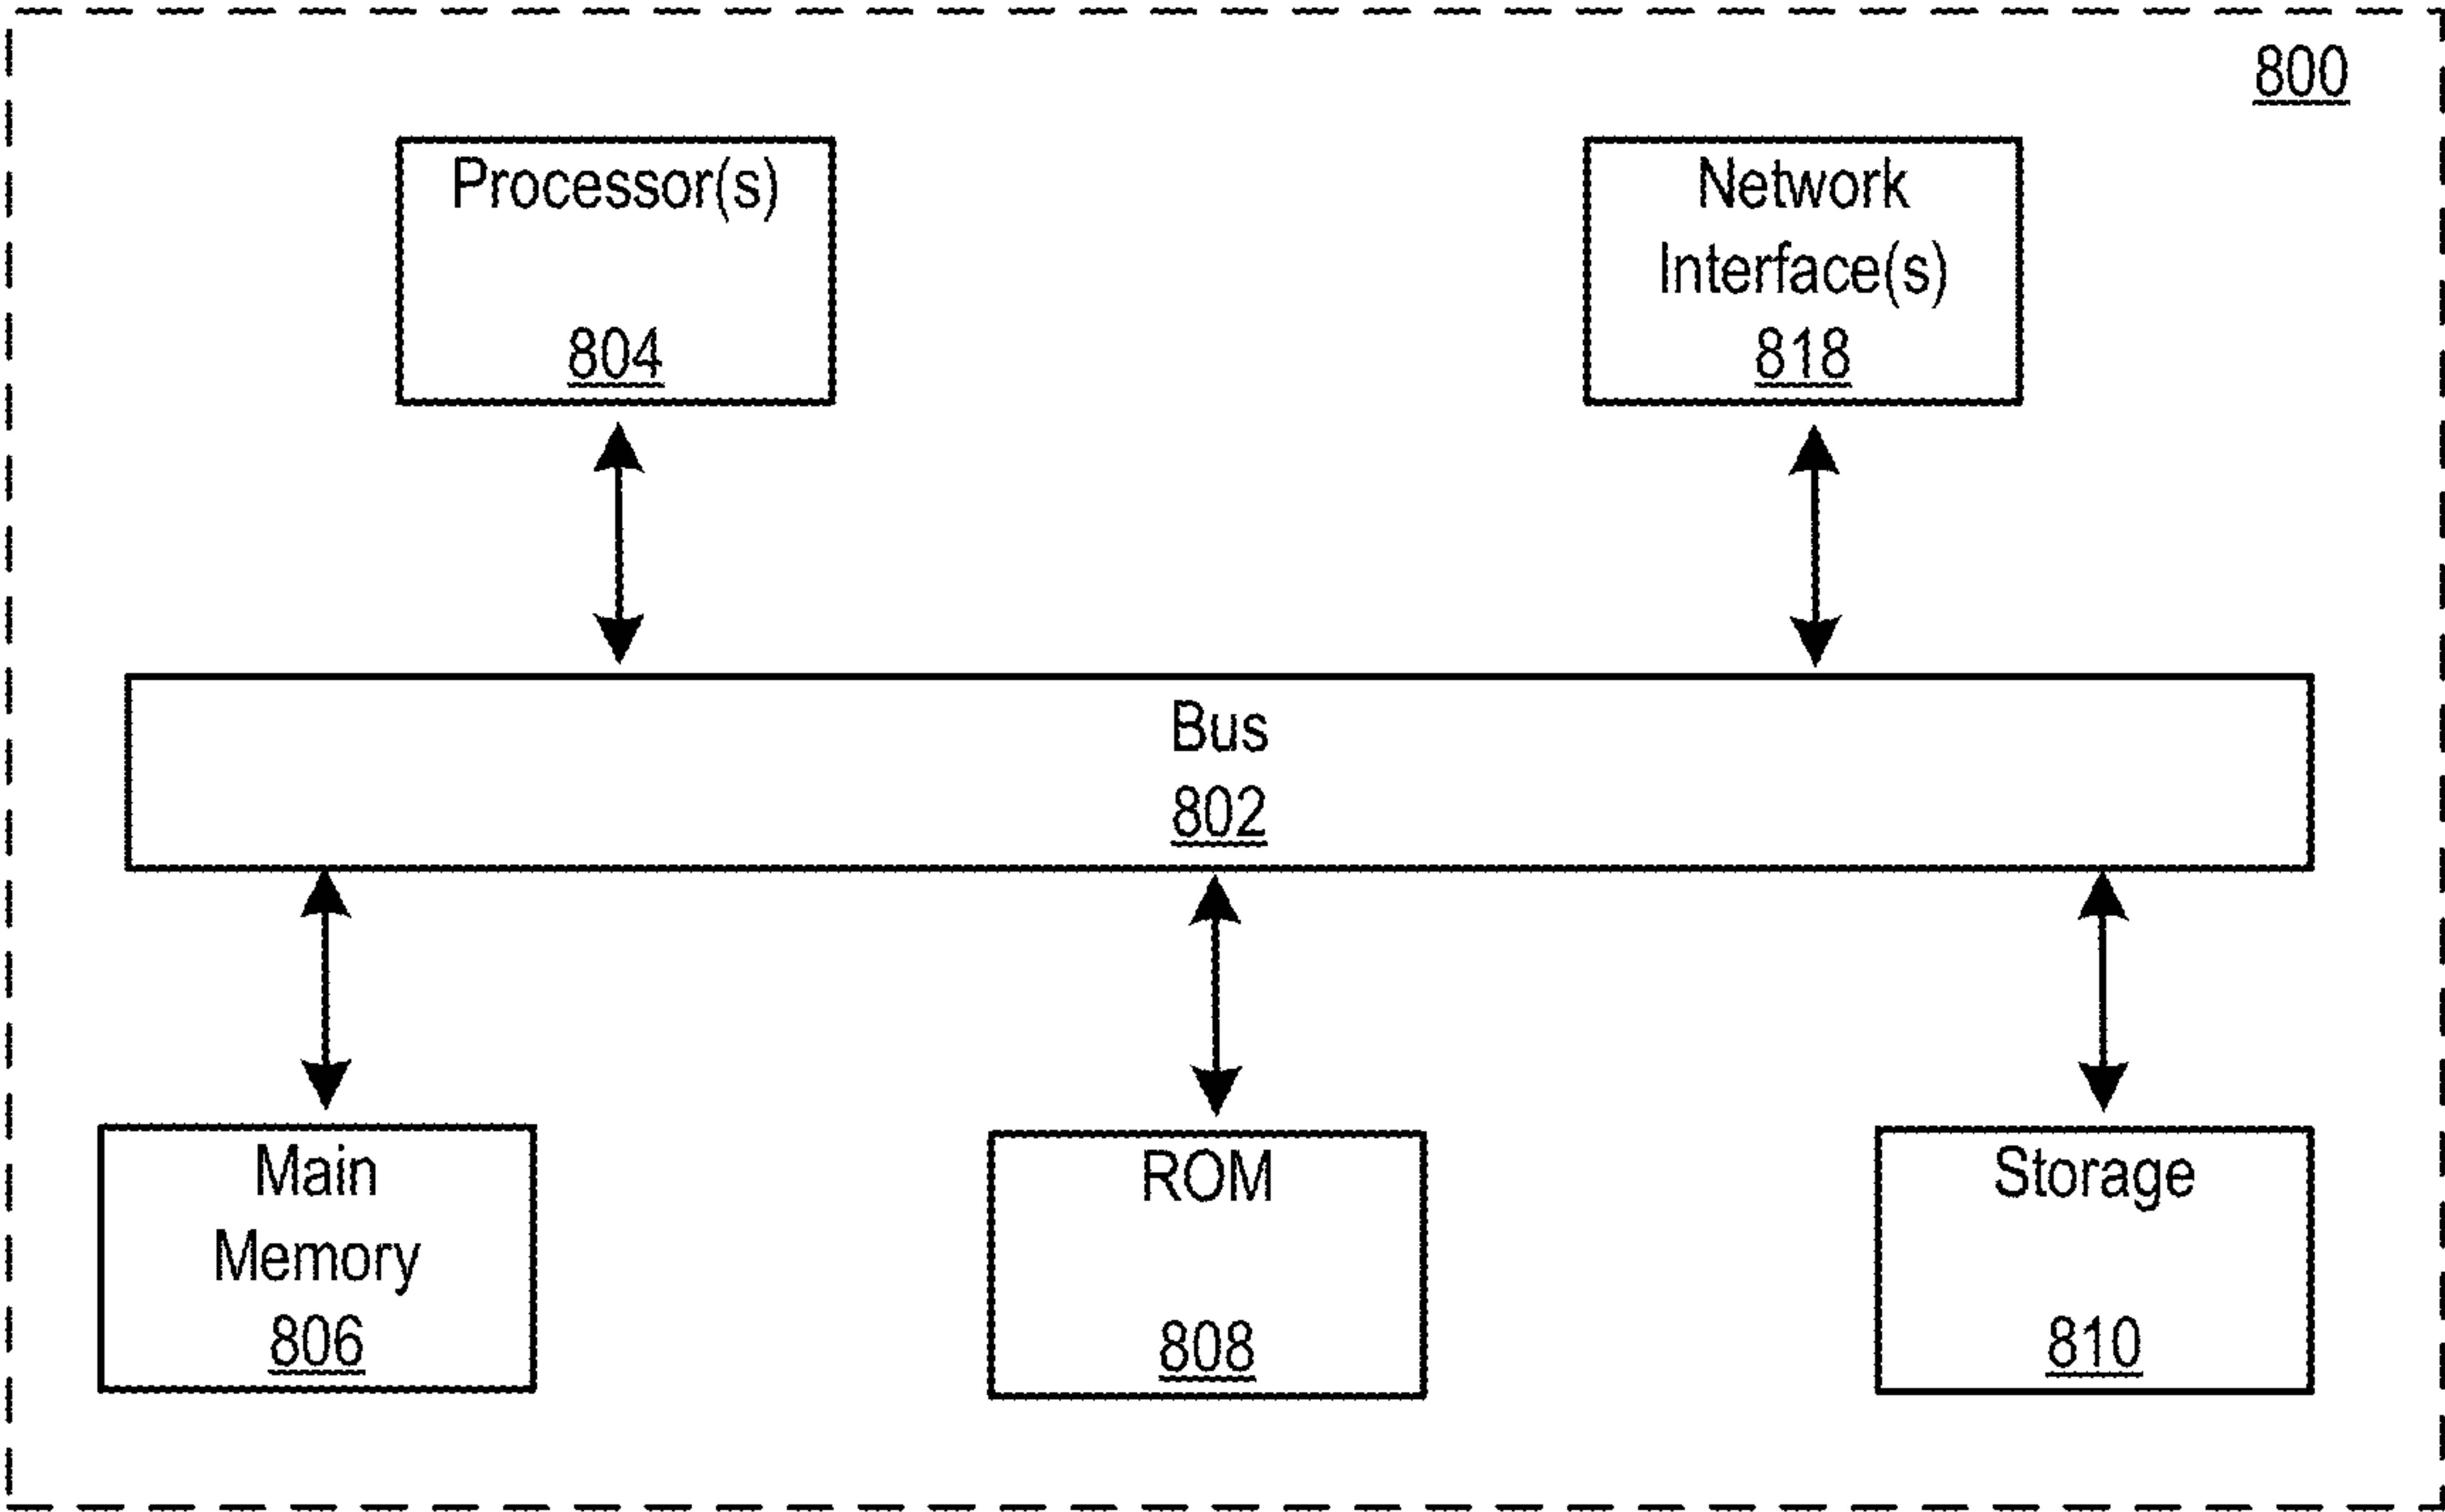 800
Processor(s)
804
Network
Interface(s)
818
Bus
802
Main
Memory
806
ROM
808
Storage
810